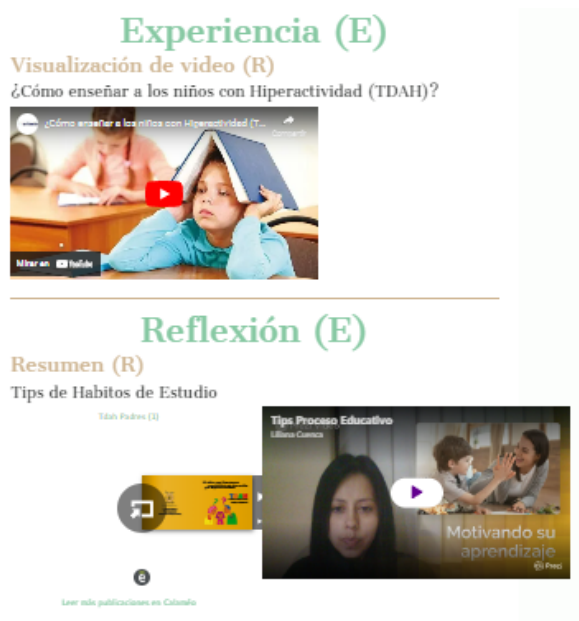 Experiencia (E)
Visualización de video (R)
¿Cómo enseñar a los niños con Hiperactividad (TDAH)?
¿Cómo enseñar a los niños con Hiperactividad (T...
Compartir
Mirar en YouTube
Reflexión (E)
Resumen (R)
Tips de Habitos de Estudio
Tdah Padres (1)
Tips Proceso Educativo
Liliana Cuenca
Motivando su
aprendizaje
Prezi
e
Leer más publicaciones en Calaméo